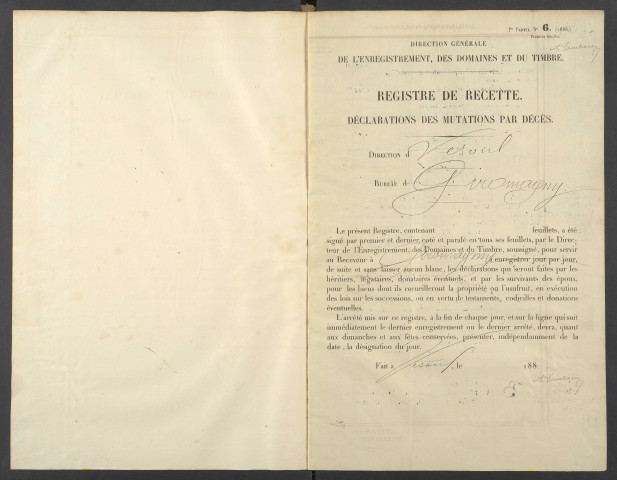 Iʳᵉ Partie. Nº 6.
DIRECTION GÉNÉRALE
DE L'ENREGISTREMENT, DES DOMAINES ET DU TIMBRE.
REGISTRE DE RECETTE.
DÉCLARATIONS DES MUTATIONS PAR DÉCÈS.
DIRECTION d Vesoul
BUREAU d Giromagny
Le présent Registre, contenant feuillets, a été
signé par premier et dernier, coté et parafé en tous ses feuillets, par le Direc-
teur de l'Enregistrement, des Domaines et du Timbre, soussigné, pour servir
au Receveur à Giromagny à enregistrer jour par jour,
de suite et sans laisser aucun blanc, les déclarations qui seront faites par les
héritiers, légataires, donataires éventuels, et par les survivants des époux,
pour les biens dont ils recueilleront la propriété ou l'usufruit, en exécution
des lois sur les successions, ou en vertu de testaments, codicilles et donations
éventuelles.
L'arrêté mis sur ce registre, à la fin de chaque jour, et sur la ligne qui suit
immédiatement le dernier enregistrement ou le dernier arrêté, devra, quant
aux dimanches et aux fêtes conservées, présenter, indépendamment de la
date, la désignation du jour.
Fait à Vesoul, le 188